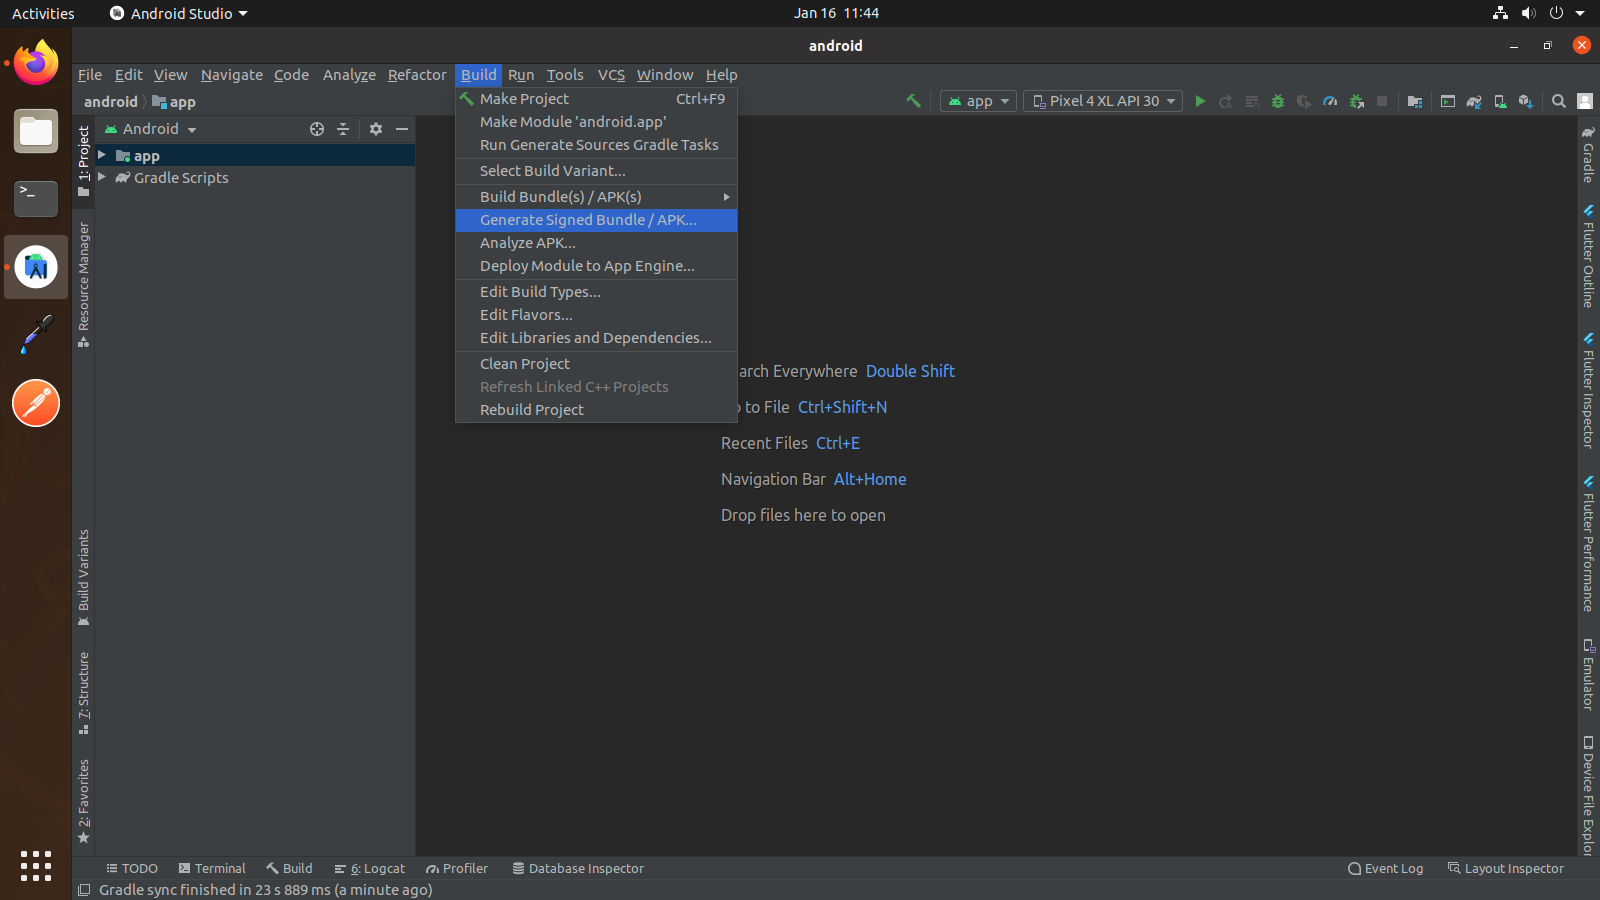 Activities
Android Studio
Jan 16 11:44
android
File Edit View Navigate Code Analyze Refactor Build Run Tools VCS Window Help
android app
app
Pixel 4 XL API 30
Android
app
Gradle Scripts
Make Project Ctrl+F9
Make Module 'android.app'
Run Generate Sources Gradle Tasks
Select Build Variant...
Build Bundle(s) / APK(s)
Generate Signed Bundle / APK...
Analyze APK...
Deploy Module to App Engine...
Edit Build Types...
Edit Flavors...
Edit Libraries and Dependencies...
Clean Project
Refresh Linked C++ Projects
Rebuild Project
arch Everywhere Double Shift
to File Ctrl+Shift+N
Recent Files Ctrl+E
Navigation Bar Alt+Home
Drop files here to open
1: Project
Resource Manager
Build Variants
7: Structure
2: Favorites
Gradle
Flutter Outline
Flutter Inspector
Flutter Performance
Emulator
Device File Explor
TODO Terminal Build 6: Logcat Profiler Database Inspector Event Log Layout Inspector
Gradle sync finished in 23 s 889 ms (a minute ago)